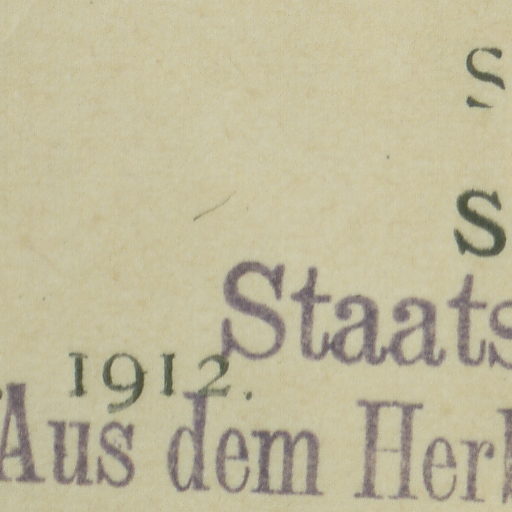 S
S
Staats
1912.
Aus dem Her